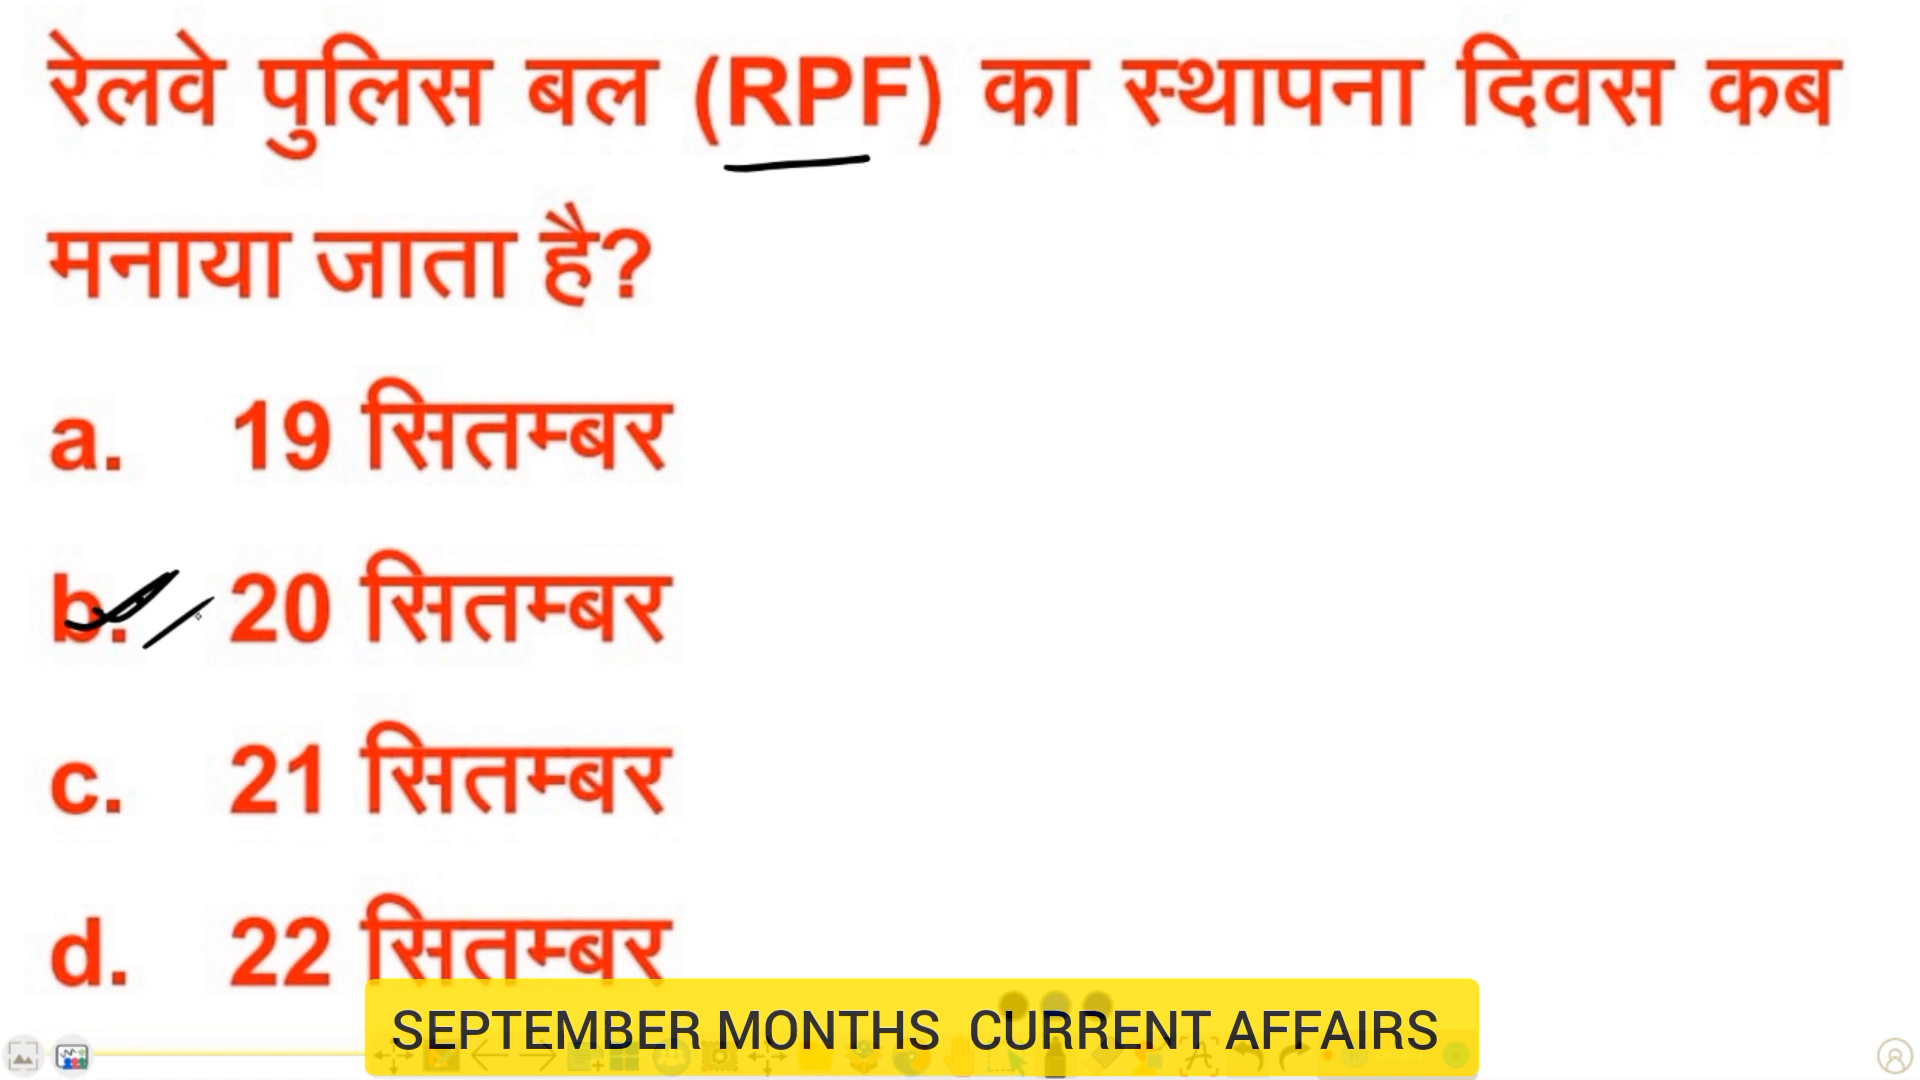 रेलवे पुलिस बल (RPF) का स्थापना दिवस कब
मनाया जाता है?
a. 19 सितम्बर
b. 20 सितम्बर
c. 21 सितम्बर
d. 22 सितम्बर
SEPTEMBER MONTHS CURRENT AFFAIRS